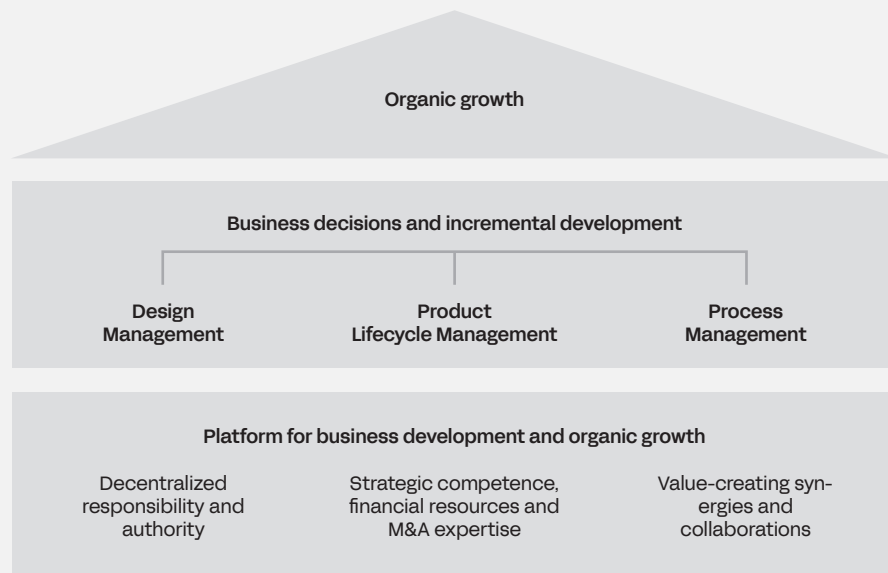 Organic growth
Business decisions and incremental development
Design
Management
Product
Lifecycle Management
Process
Management
Platform for business development and organic growth
Decentralized
responsibility and
authority
Strategic competence,
financial resources and
M&A expertise
Value-creating syn-
ergies and
collaborations